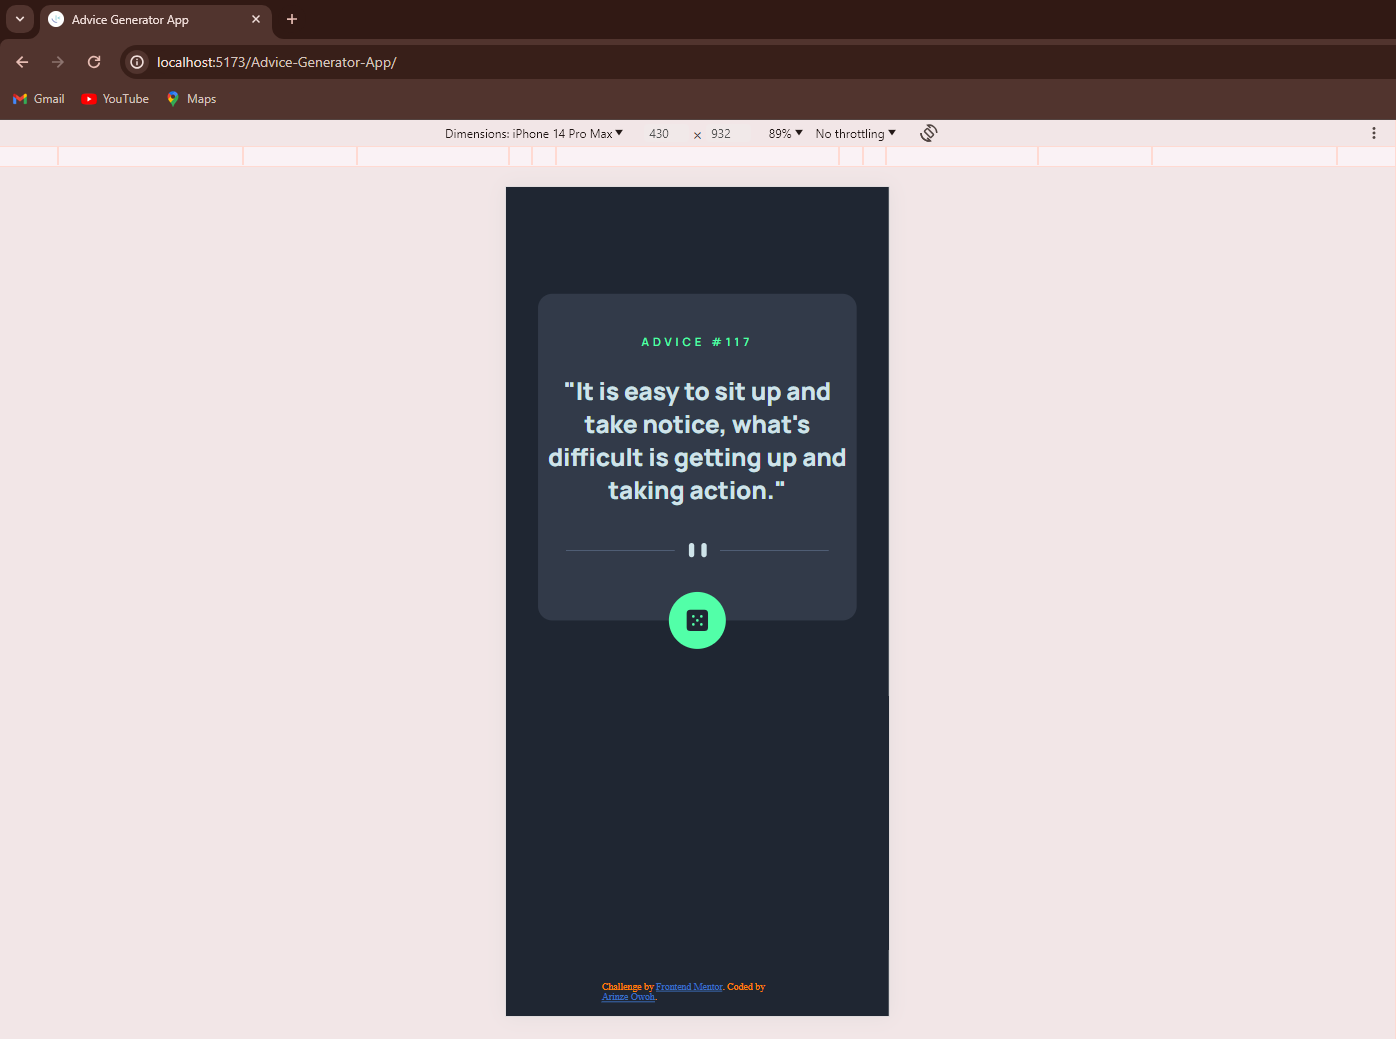 Advice Generator App
localhost:5173/Advice-Generator-App/
Gmail YouTube Maps
Dimensions: iPhone 14 Pro Max 430 × 932 89% No throttling
ADVICE #117
"It is easy to sit up and
take notice, what's
difficult is getting up and
taking action."
Challenge by Frontend Mentor. Coded by
Arinze Owoh.